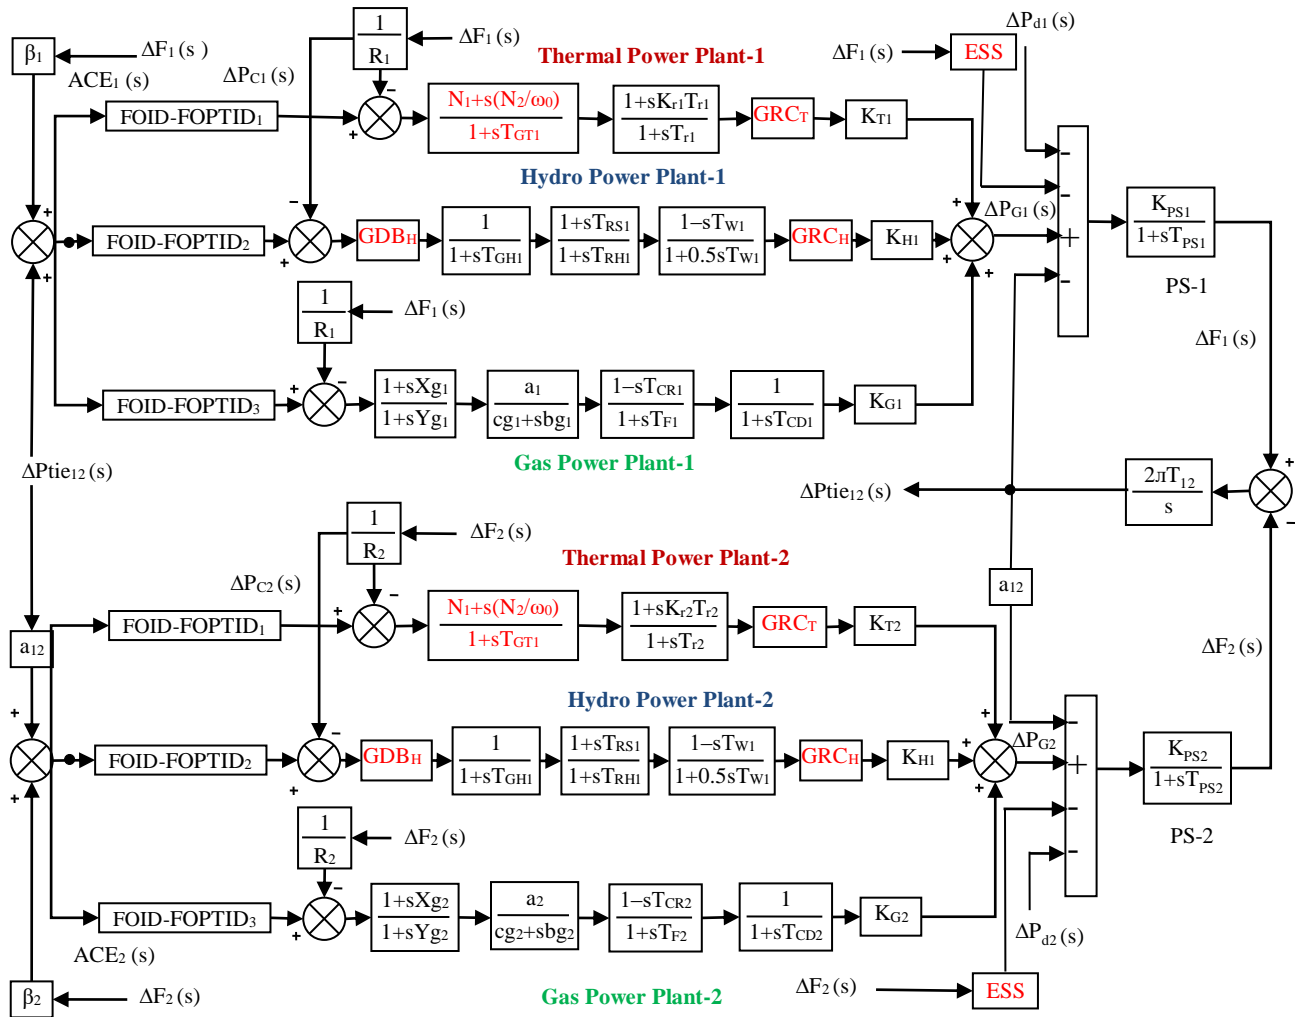 β1
ΔF1 (s )
ACE1 (s)
ΔPC1 (s)
1
R1
ΔF1 (s)
Thermal Power Plant-1
ΔF1 (s)
ESS
ΔPd1(s)
FOID-FOPTID1
N1+s(N2/ω0)
1+sTGT1
1+sKr1Tr1
1+sTr1
GRCT
KT1
Hydro Power Plant-1
FOID-FOPTID2
GDBH
1
1+sTGH1
1+sTRS1
1+sTRH1
1-sTW1
1+0.5sTW1
GRCH
KH1
ΔPG1(s)
KPS1
1+sTPS1
PS-1
1
R1
ΔF1 (s)
ΔF1 (s)
FOID-FOPTID3
1+sXg1
1+sYg1
a1
cg1+sbg1
1-sTCR1
1+sTF1
1
1+sTCD1
KG1
Gas Power Plant-1
ΔPtie12 (s)
ΔPtie12 (s)
2πT12
s
1
R2
ΔF2 (s)
Thermal Power Plant-2
ΔPC2 (s)
a12
FOID-FOPTID1
N1+s(N2/ω0)
1+sTGT1
1+sKr2Tr2
1+sTr2
GRCT
KT2
a12
ΔF2 (s)
Hydro Power Plant-2
FOID-FOPTID2
GDBH
1
1+sTGH1
1+sTRS1
1+sTRH1
1-sTW1
1+0.5sTW1
GRCH
KH1
ΔPG2
KPS2
1+sTPS2
PS-2
1
R2
ΔF2 (s)
FOID-FOPTID3
1+sXg2
1+sYg2
a2
cg2+sbg2
1-sTCR2
1+sTF2
1
1+sTCD2
KG2
ΔPd2(s)
ACE2 (s)
β2
ΔF2 (s)
Gas Power Plant-2
ΔF2 (s)
ESS